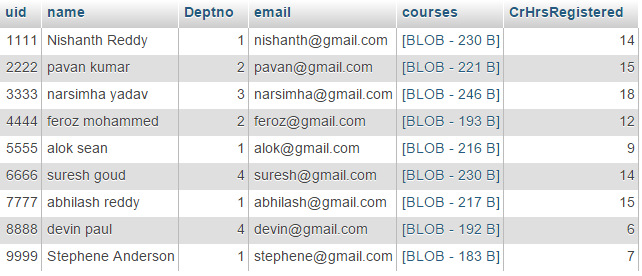 uid name Deptno email courses CrHrsRegistered
1111 Nishanth Reddy 1 nishanth@gmail.com [BLOB - 230 B] 14
2222 pavan kumar 2 pavan@gmail.com [BLOB - 221 B] 15
3333 narsimha yadav 3 narsimha@gmail.com [BLOB - 246 B] 18
4444 feroz mohammed 2 feroz@gmail.com [BLOB - 193 B] 12
5555 alok sean 1 alok@gmail.com [BLOB - 216 B] 9
6666 suresh goud 4 suresh@gmail.com [BLOB - 230 B] 14
7777 abhilash reddy 1 abhilash@gmail.com [BLOB - 217 B] 15
8888 devin paul 4 devin@gmail.com [BLOB - 192 B] 6
9999 Stephene Anderson 1 stephene@gmail.com [BLOB - 183 B] 7